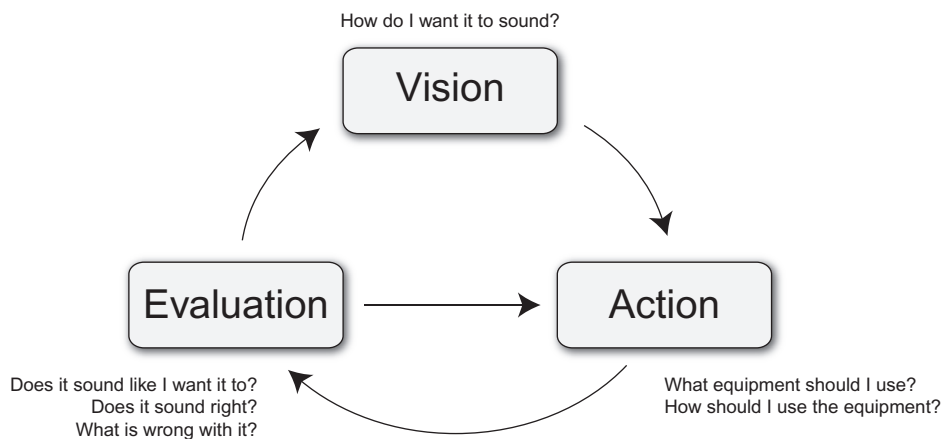 How do I want it to sound?
Vision
Evaluation
Action
Does it sound like I want it to?
Does it sound right?
What is wrong with it?
What equipment should I use?
How should I use the equipment?